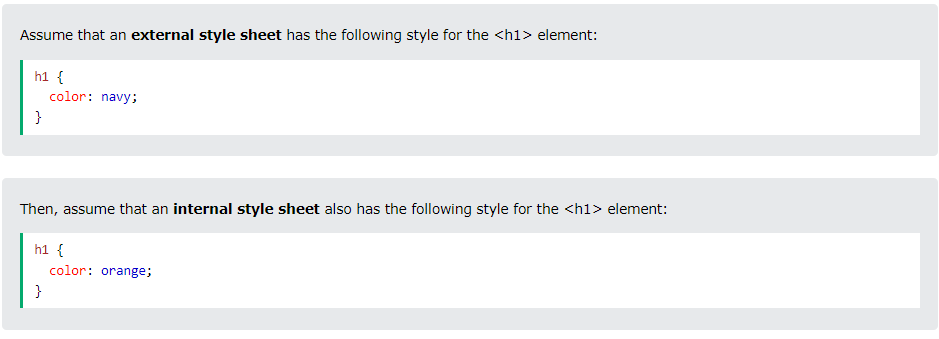 Assume that an external style sheet has the following style for the <h1> element:
h1 {
  color: navy;
}
Then, assume that an internal style sheet also has the following style for the <h1> element:
h1 {
  color: orange;
}